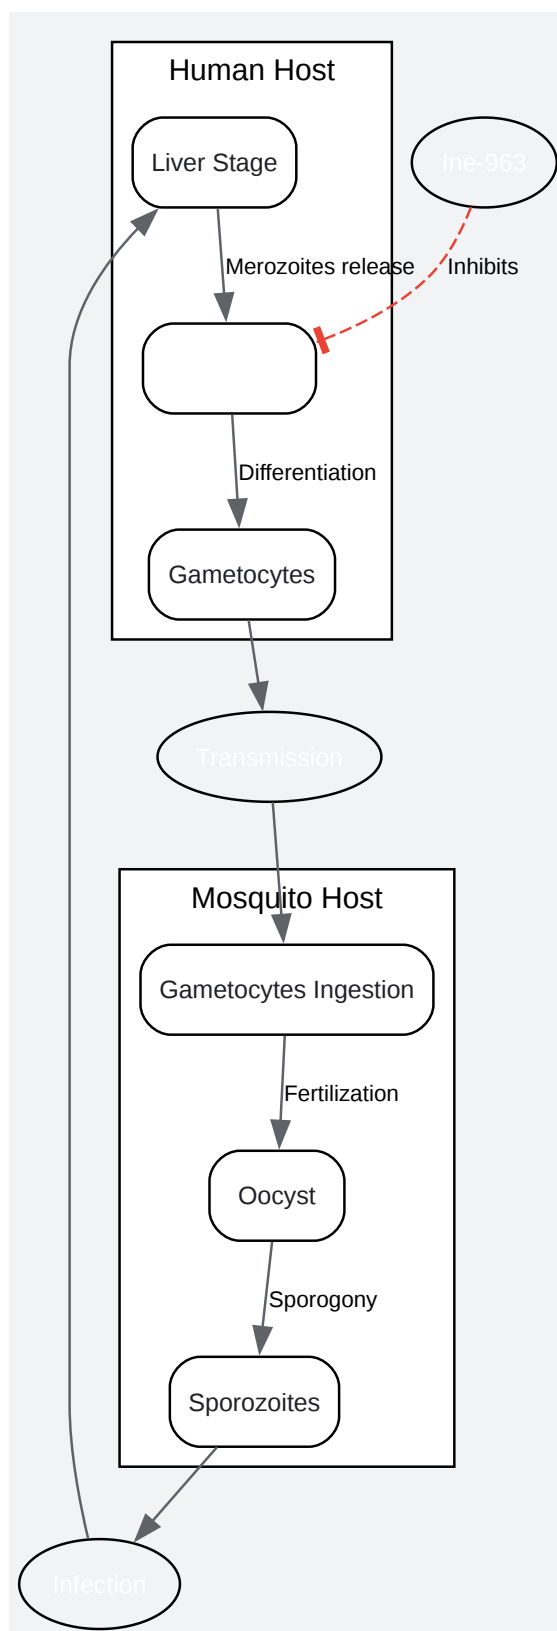 Human Host
Liver Stage
Ine-963
Merozoites release
Inhibits
Differentiation
Gametocytes
Transmission
Mosquito Host
Gametocytes Ingestion
Fertilization
Oocyst
Sporogony
Sporozoites
Infection